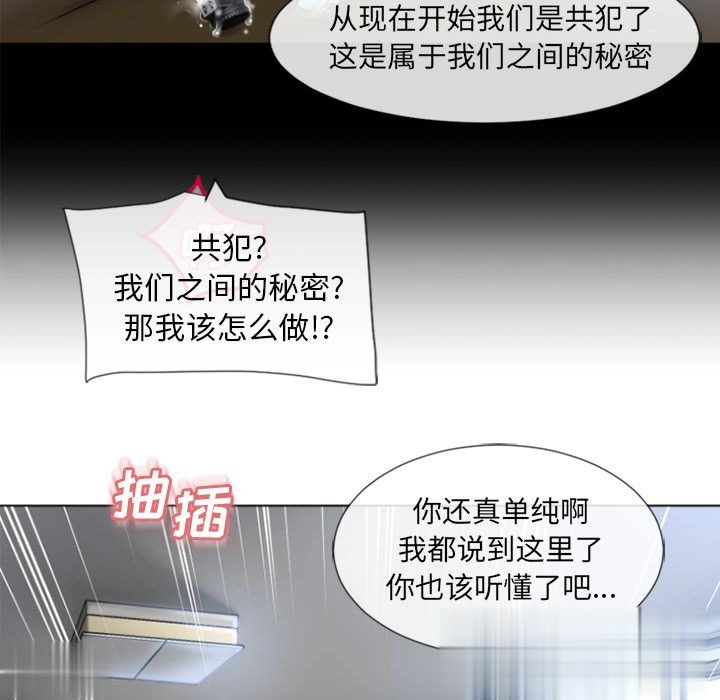 从现在开始我们是共犯了
这是属于我们之间的秘密
共犯?
我们之间的秘密?
那我该怎么做!?
抽插
你还真单纯啊
我都说到这里了
你也该听懂了吧...